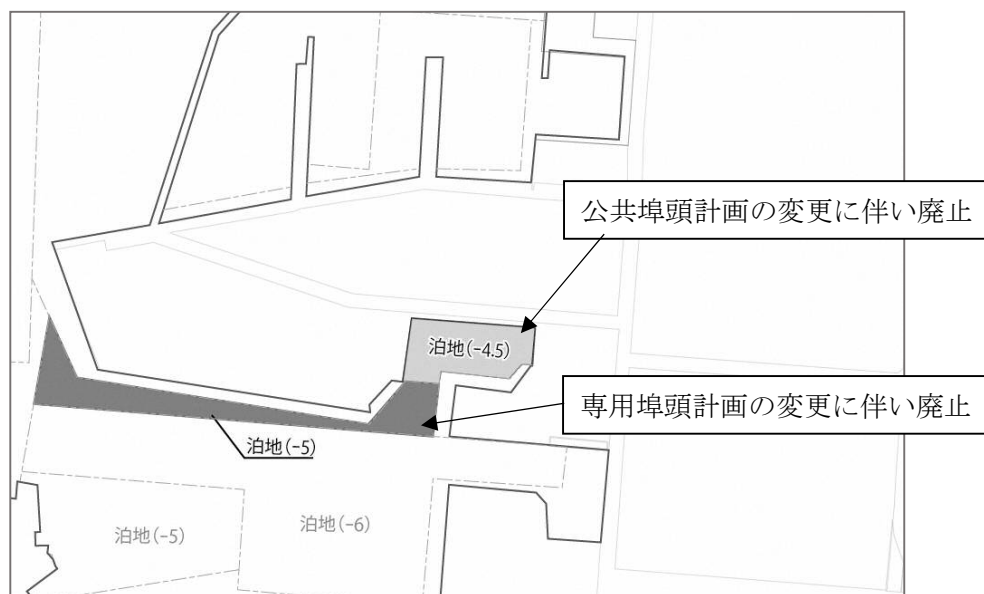 公共埠頭計画の変更に伴い廃止
泊地(-4.5)
専用埠頭計画の変更に伴い廃止
泊地(-5)
泊地(-6)
泊地(-5)